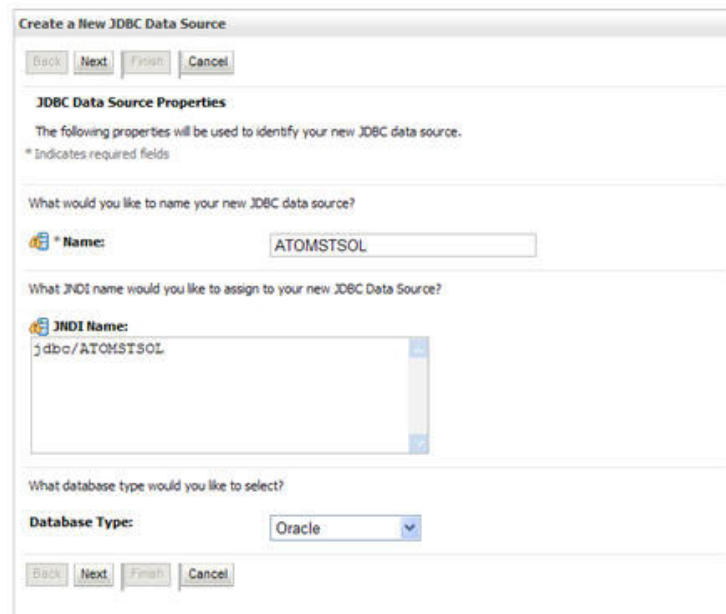 Create a New JDBC Data Source
Back Next Finish Cancel
JDBC Data Source Properties
The following properties will be used to identify your new JDBC data source.
* Indicates required fields
What would you like to name your new JDBC data source?
* Name: ATOMSTSOL
What JNDI name would you like to assign to your new JDBC Data Source?
JNDI Name:
jdbc/ATOMSTSOL
What database type would you like to select?
Database Type: Oracle
Back Next Finish Cancel